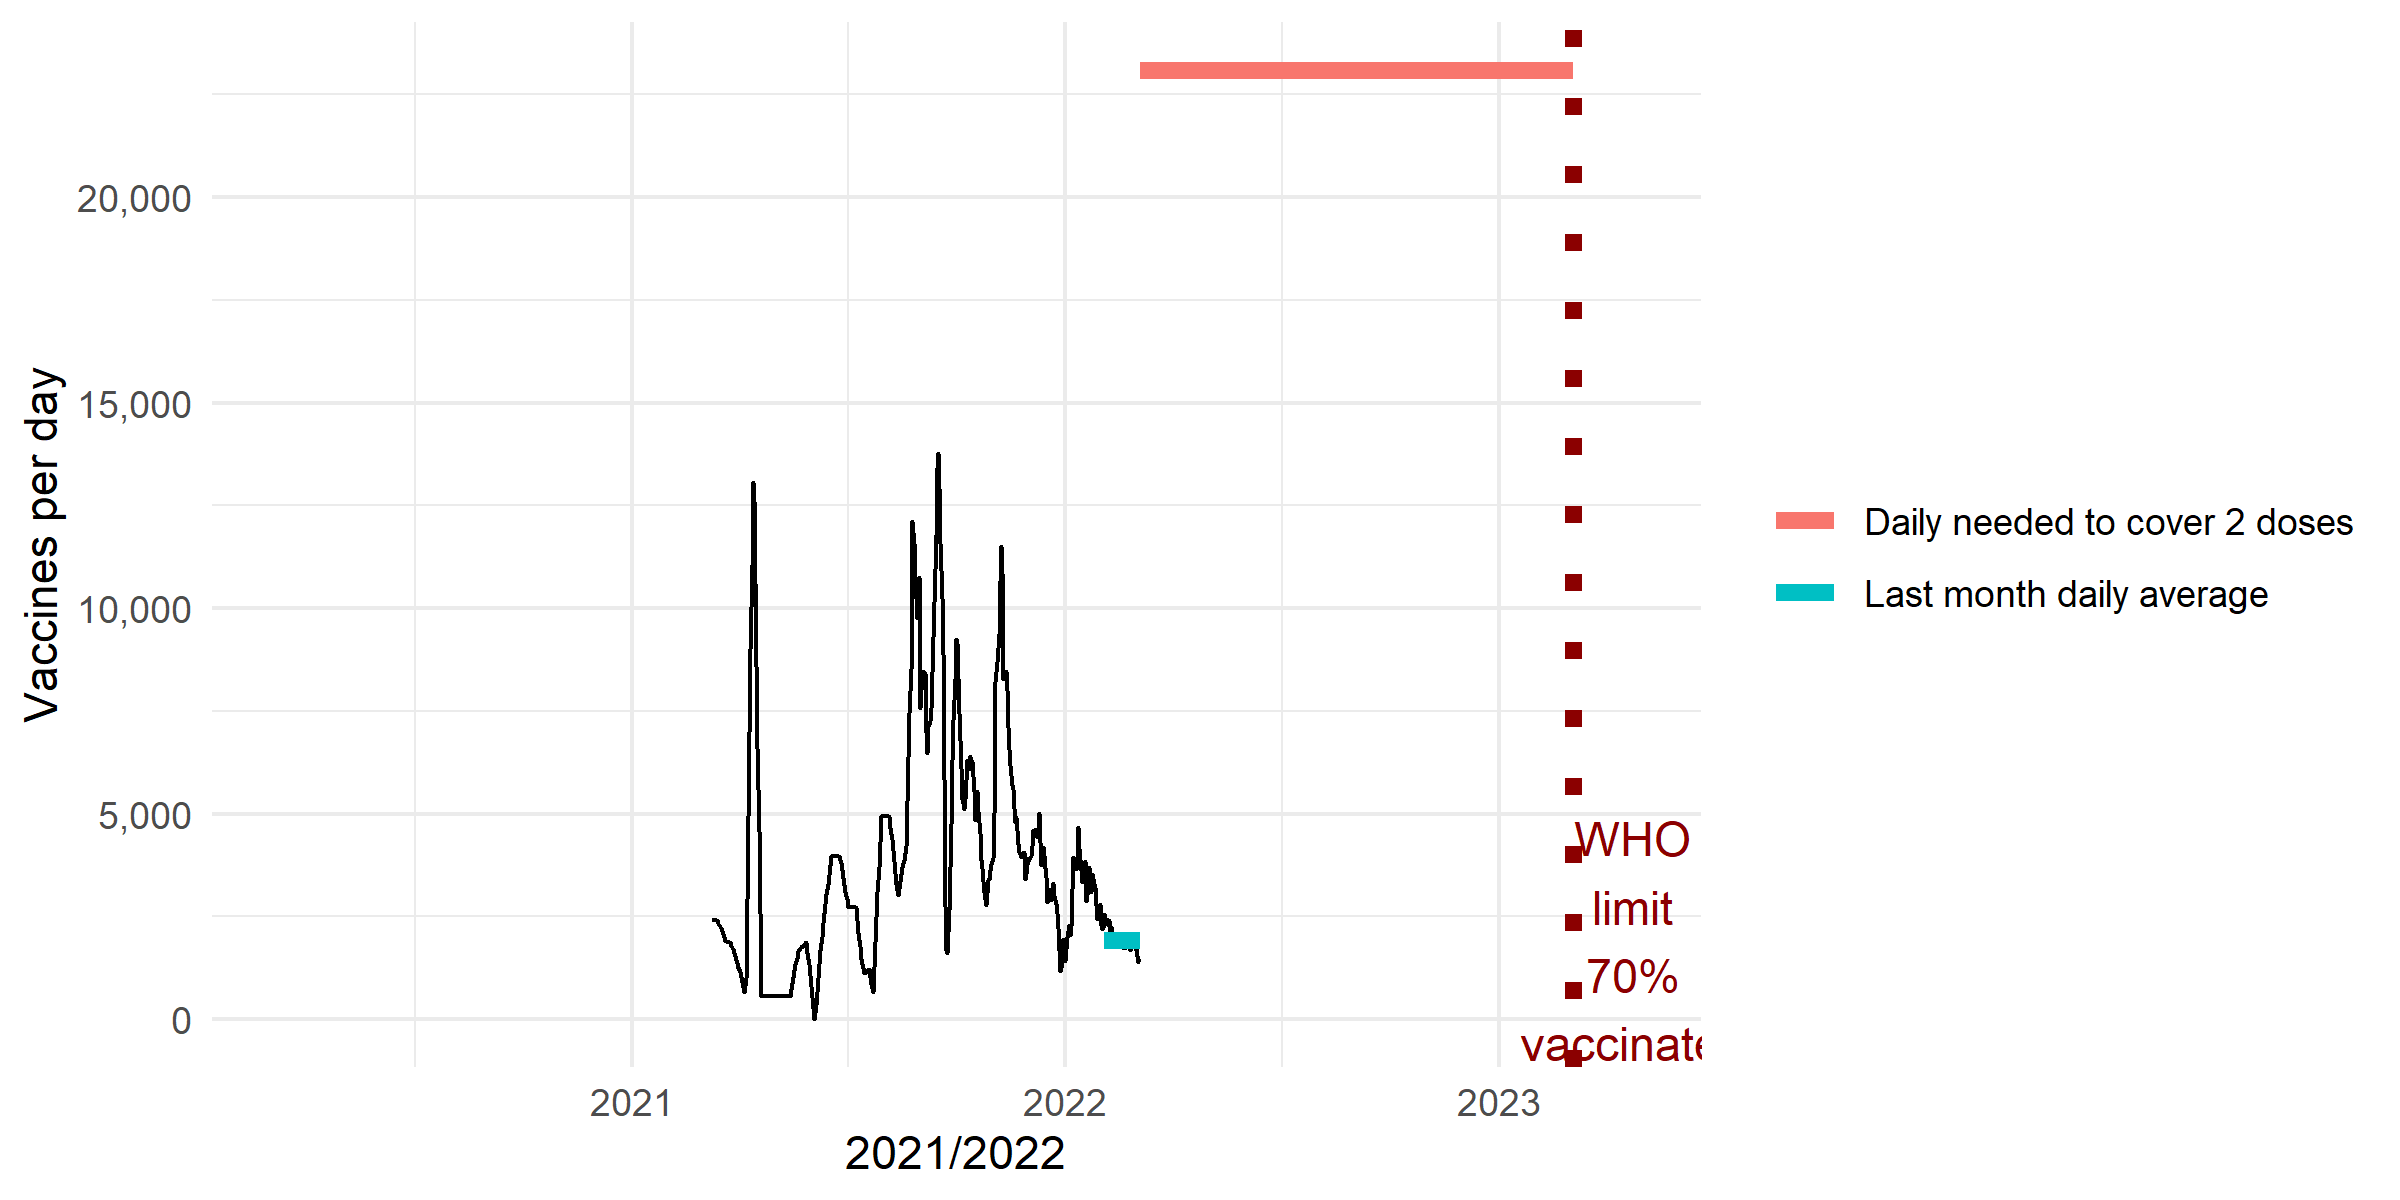 Vaccines per day
20,000
15,000
10,000
5,000
0
WHO
limit
70%
vaccinate
2021
2022
2023
2021/2022
Daily needed to cover 2 doses
Last month daily average